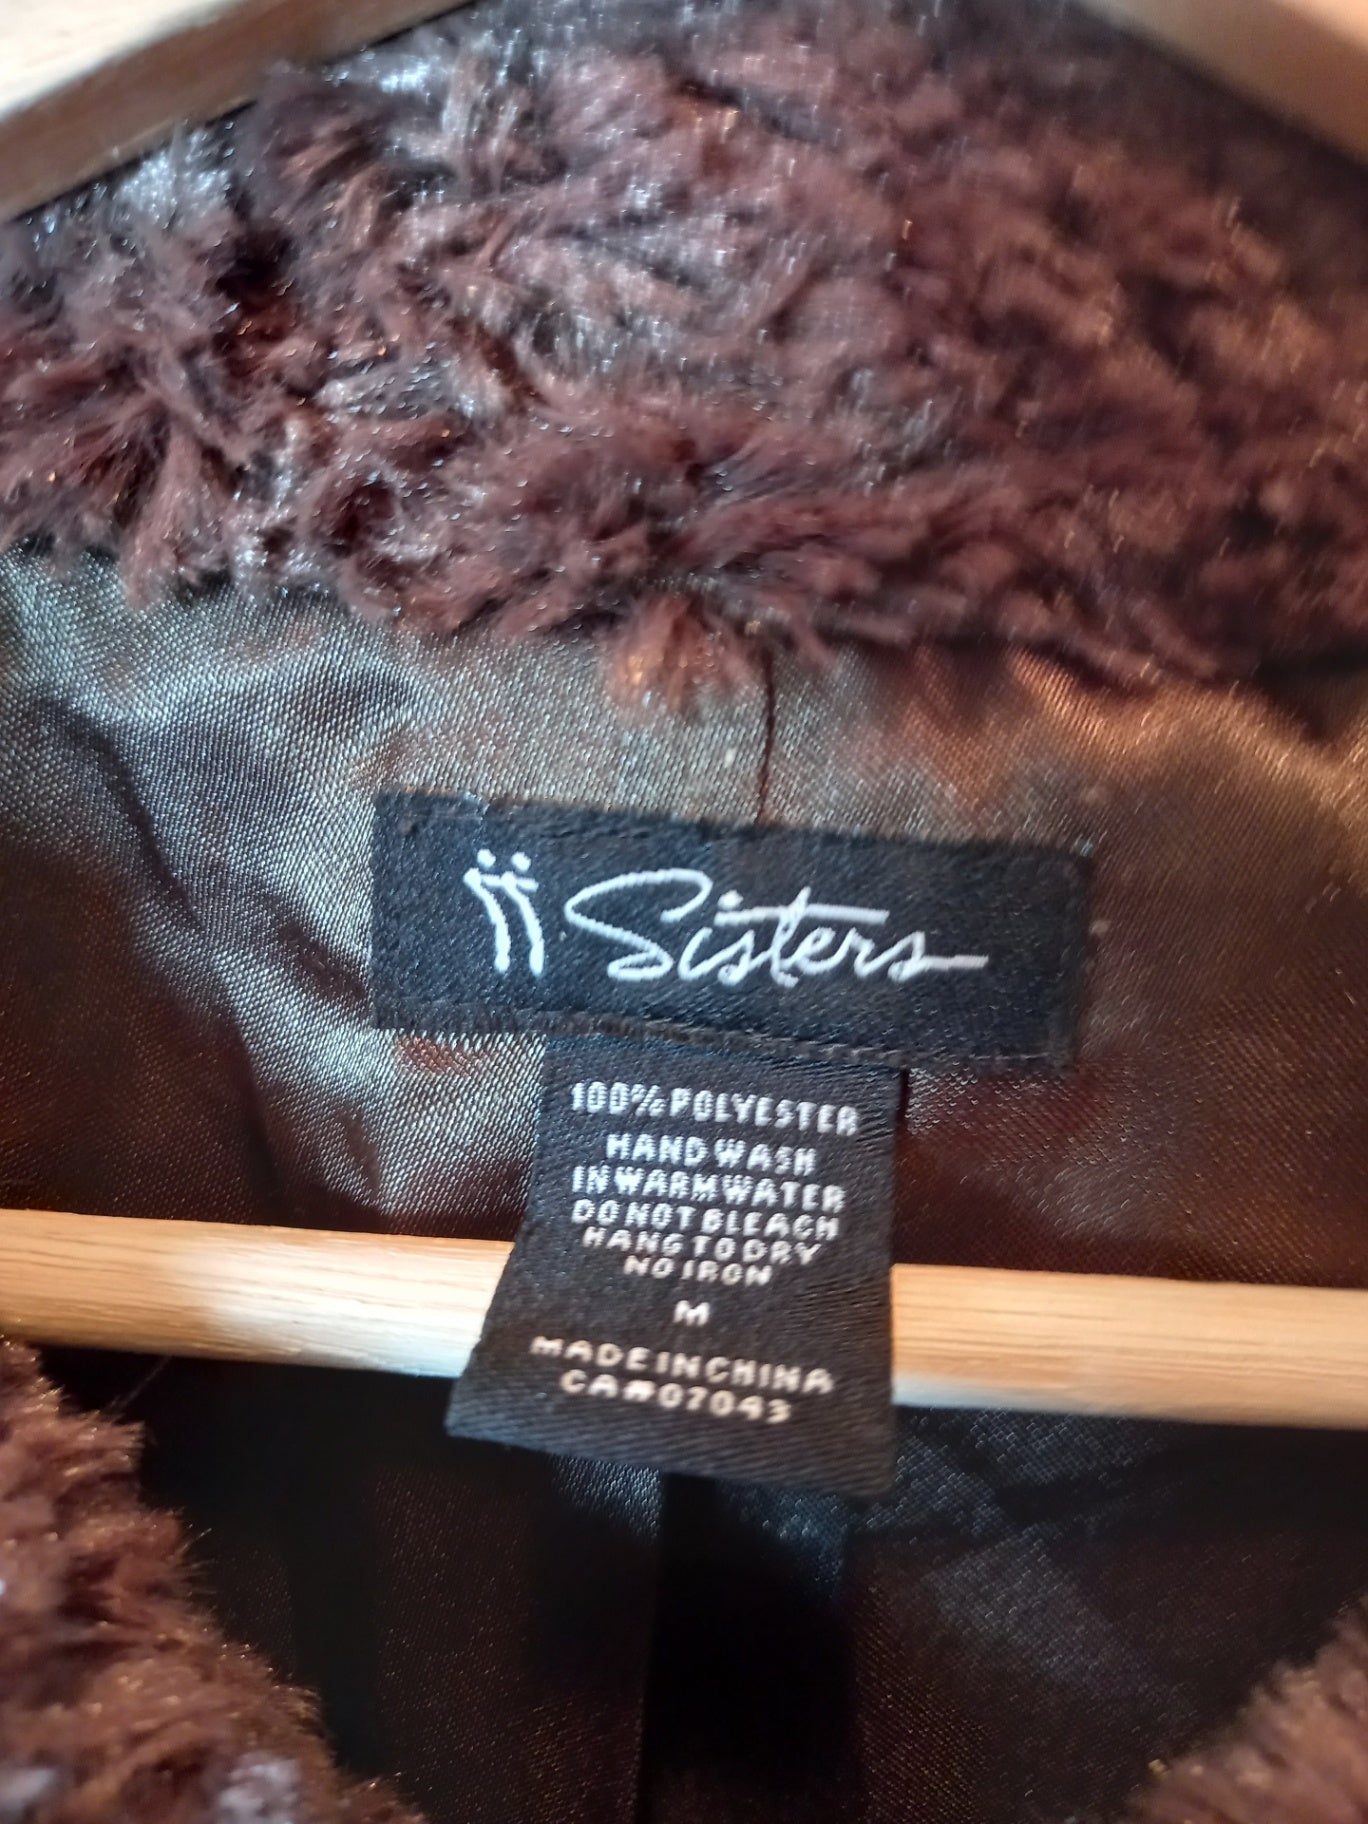 Sisters
100% POLYESTER
HAND WASH
IN WARM WATER
DO NOT BLEACH
HANG TO DRY
NO IRON
M
MADE IN CHINA
CA#07043